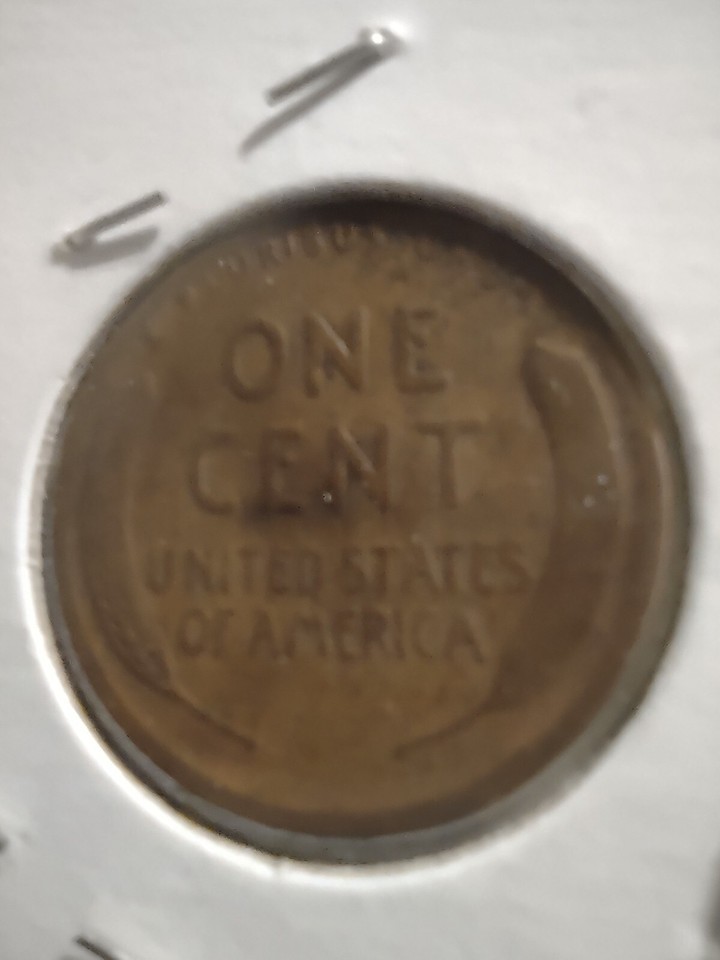 ONE
CENT
UNITED STATES
OF AMERICA